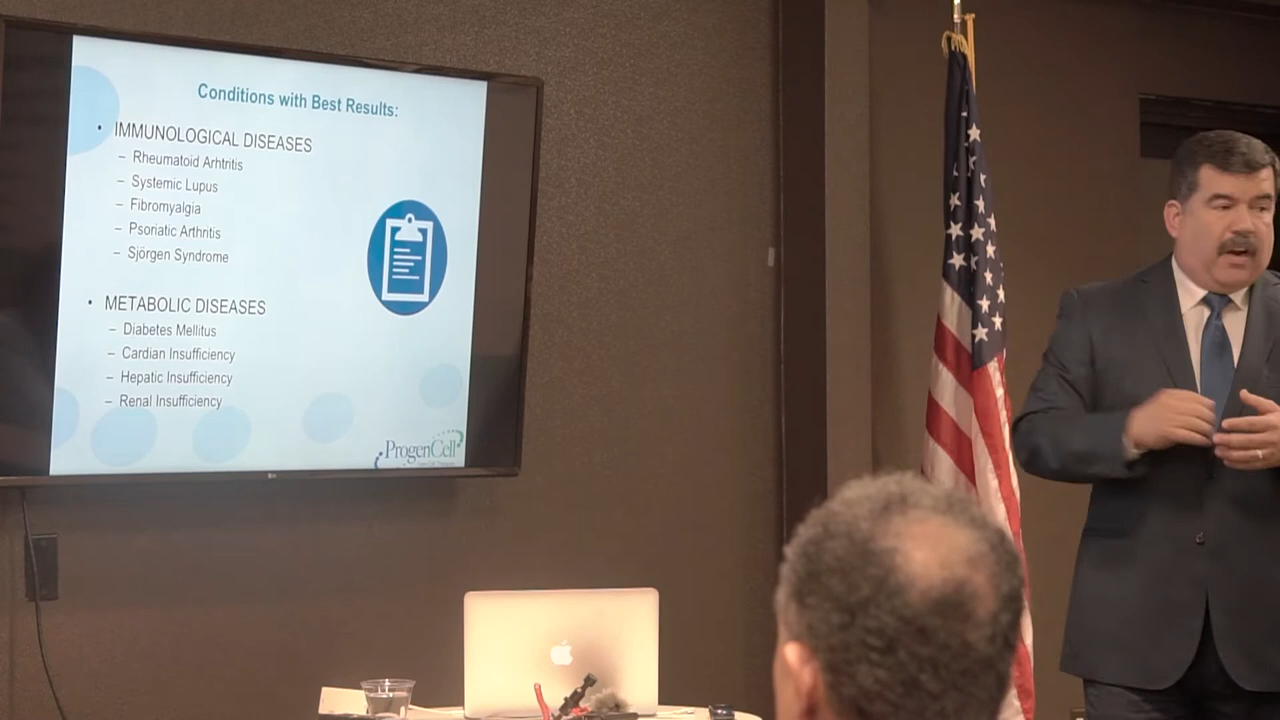 Conditions with Best Results:
• IMMUNOLOGICAL DISEASES
– Rheumatoid Arhtritis
– Systemic Lupus
– Fibromyalgia
– Psoriatic Arthritis
– Sjörgen Syndrome
• METABOLIC DISEASES
– Diabetes Mellitus
– Cardian Insufficiency
– Hepatic Insufficiency
– Renal Insufficiency
ProgenCell